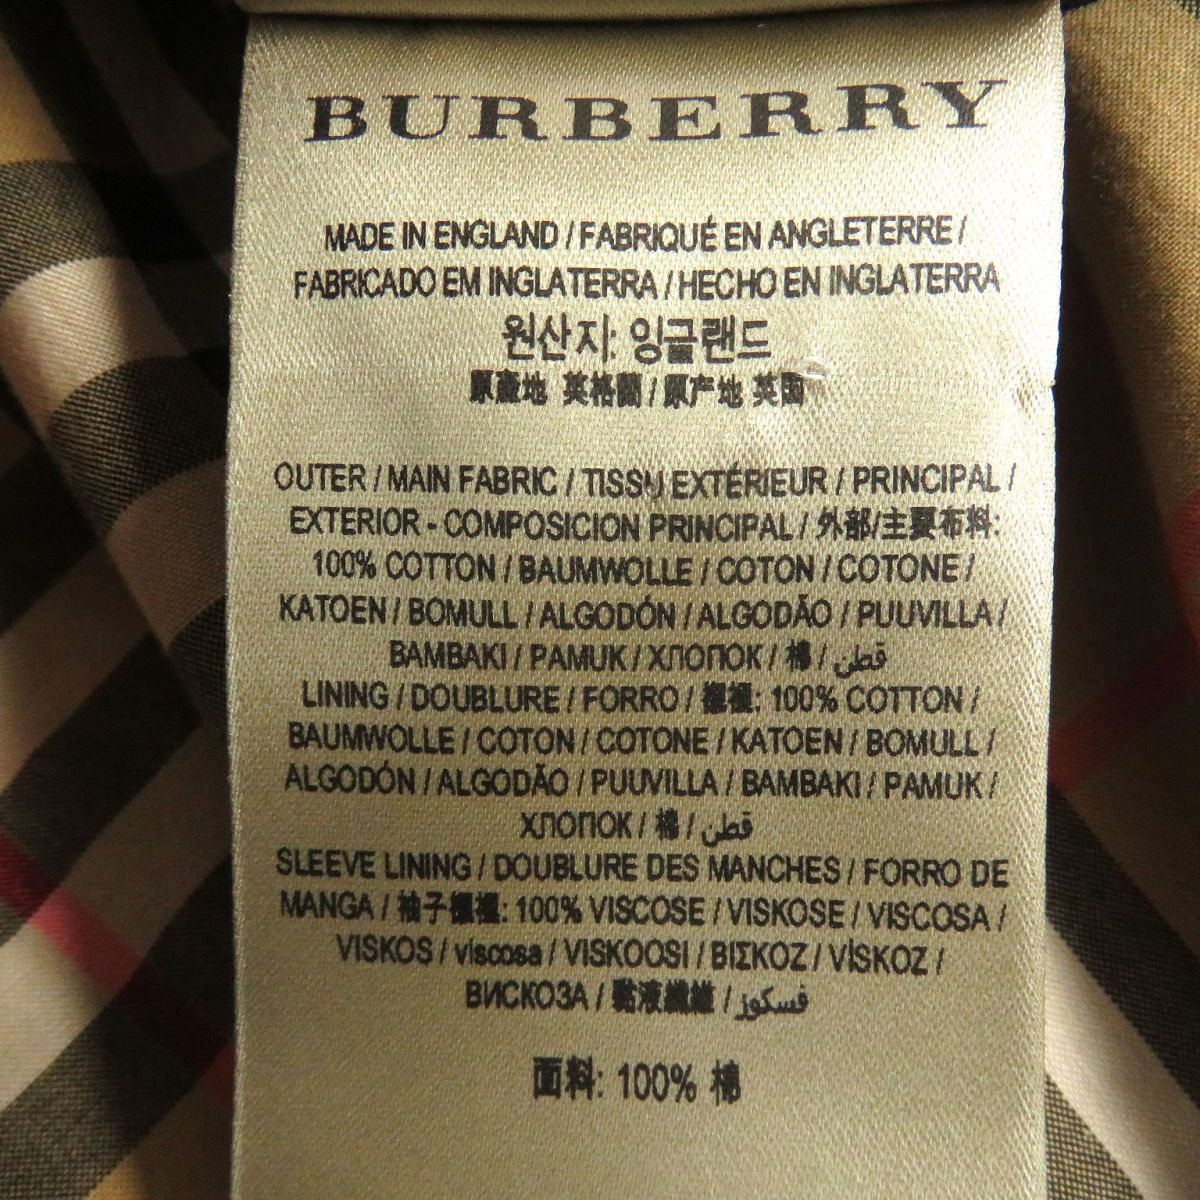 BURBERRY
MADE IN ENGLAND / FABRIQUÉ EN ANGLETERRE /
FABRICADO EM INGLATERRA / HECHO EN INGLATERRA
원산지: 잉글랜드
原產地 英格蘭 / 原产地 英国
OUTER / MAIN FABRIC / TISSU EXTÉRIEUR / PRINCIPAL /
EXTERIOR - COMPOSICION PRINCIPAL / 外部/主要布料:
100% COTTON / BAUMWOLLE / COTON / COTONE /
KATOEN / BOMULL / ALGODÓN / ALGODÃO / PUUVILLA /
BAMBAKI / PAMUK / ХЛОПОК / 棉 / قطن
LINING / DOUBLURE / FORRO / : 100% COTTON /
BAUMWOLLE / COTON / COTONE / KATOEN / BOMULL /
ALGODÓN / ALGODÃO / PUUVILLA / BAMBAKI / PAMUK /
ХЛОПОК / 棉 / قطن
SLEEVE LINING / DOUBLURE DES MANCHES / FORRO DE
MANGA / 袖子: 100% VISCOSE / VISKOSE / VISCOSA /
VISKOS / viscosa / VISKOOSI / ΒΙΣΚΟΖ / VİSKOZ /
ВИСКОЗА / 黏液纖維 / فسكوز
面料: 100% 棉